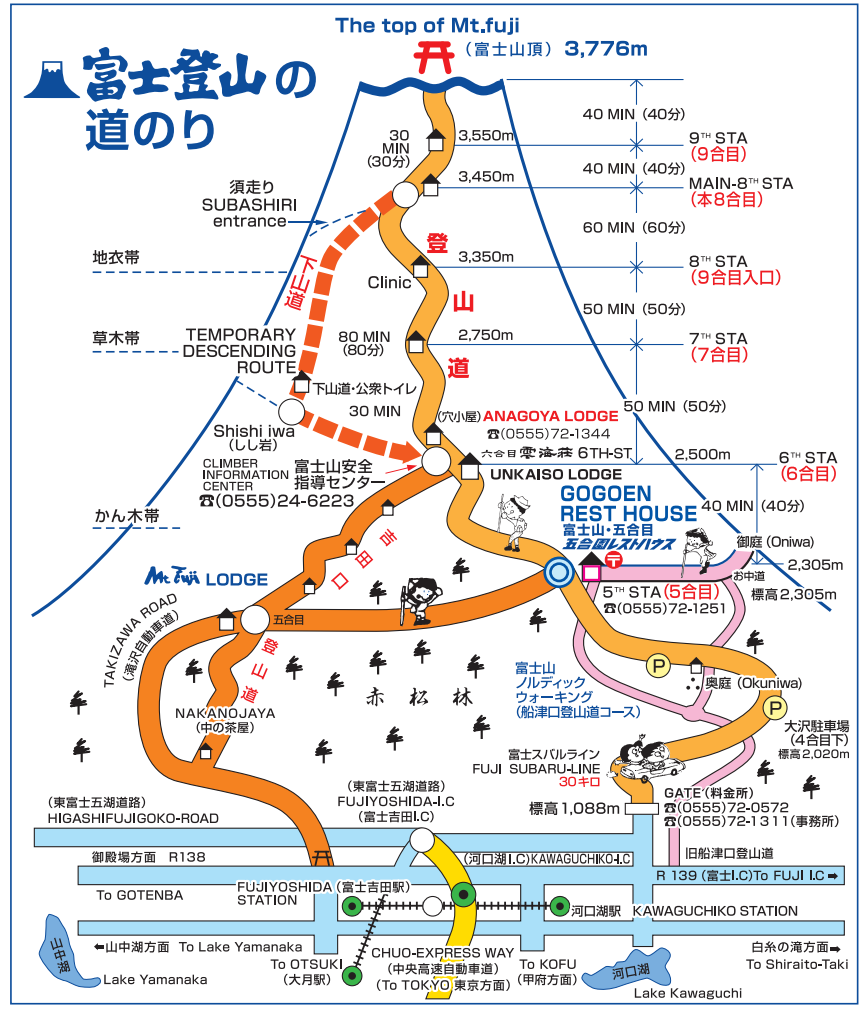 The top of Mt.fuji
(富士山頂) 3,776m
富士登山の
道のり
40 MIN (40分)
30
MIN
(30分)
3,550m
9TH STA
(9合目)
40 MIN (40分)
3,450m
MAIN-8TH STA
(本8合目)
須走り
SUBASHIRI
entrance
60 MIN (60分)
地衣帯
下山道
登山道
Clinic
3,350m
8TH STA
(9合目入口)
50 MIN (50分)
草木帯
TEMPORARY
DESCENDING
ROUTE
80 MIN
(80分)
2,750m
7TH STA
(7合目)
下山道・公衆トイレ
30 MIN
50 MIN (50分)
Shishi iwa
(しし岩)
(穴小屋) ANAGOYA LODGE
☎(0555)72-1344
六合目 雲海荘 6TH-ST
UNKAISO LODGE
2,500m
6TH STA
(6合目)
CLIMBER
INFORMATION
CENTER
富士山安全
指導センター
☎(0555)24-6223
かん木帯
GOGOEN
REST HOUSE
富士山・五合目
五合園レストハウス
40 MIN (40分)
御庭 (Oniwa)
2,305m
お中道
標高2,305m
〒
5TH STA (5合目)
☎(0555)72-1251
吉田口
Mt Fuji LODGE
五合目
登山道
TAKIZAWA ROAD
(滝沢自動車道)
NAKANOJAYA
(中の茶屋)
赤松林
富士山
ノルディック
ウォーキング
(船津口登山道コース)
P
奥庭 (Okuniwa)
P
大沢駐車場
(4合目下)
標高2,020m
富士スバルライン
FUJI SUBARU-LINE
30キロ
標高1,088m
GATE (料金所)
☎(0555)72-0572
☎(0555)72-1311(事務所)
(東富士五湖道路)
HIGASHIFUJIGOKO-ROAD
(東富士五湖道路)
FUJIYOSHIDA-I.C
(富士吉田I.C)
(河口湖I.C)KAWAGUCHIKO-I.C
旧船津口登山道
御殿場方面 R138
To GOTENBA
R 139 (富士I.C)To FUJI I.C ➡
FUJIYOSHIDA (富士吉田駅)
STATION
河口湖駅 KAWAGUCHIKO STATION
⬅山中湖方面 To Lake Yamanaka
山中湖
Lake Yamanaka
To OTSUKI
(大月駅)
CHUO-EXPRESS WAY
(中央高速自動車道)
(To TOKYO 東京方面)
To KOFU
(甲府方面)
河口湖
Lake Kawaguchi
白糸の滝方面➡
To Shiraito-Taki